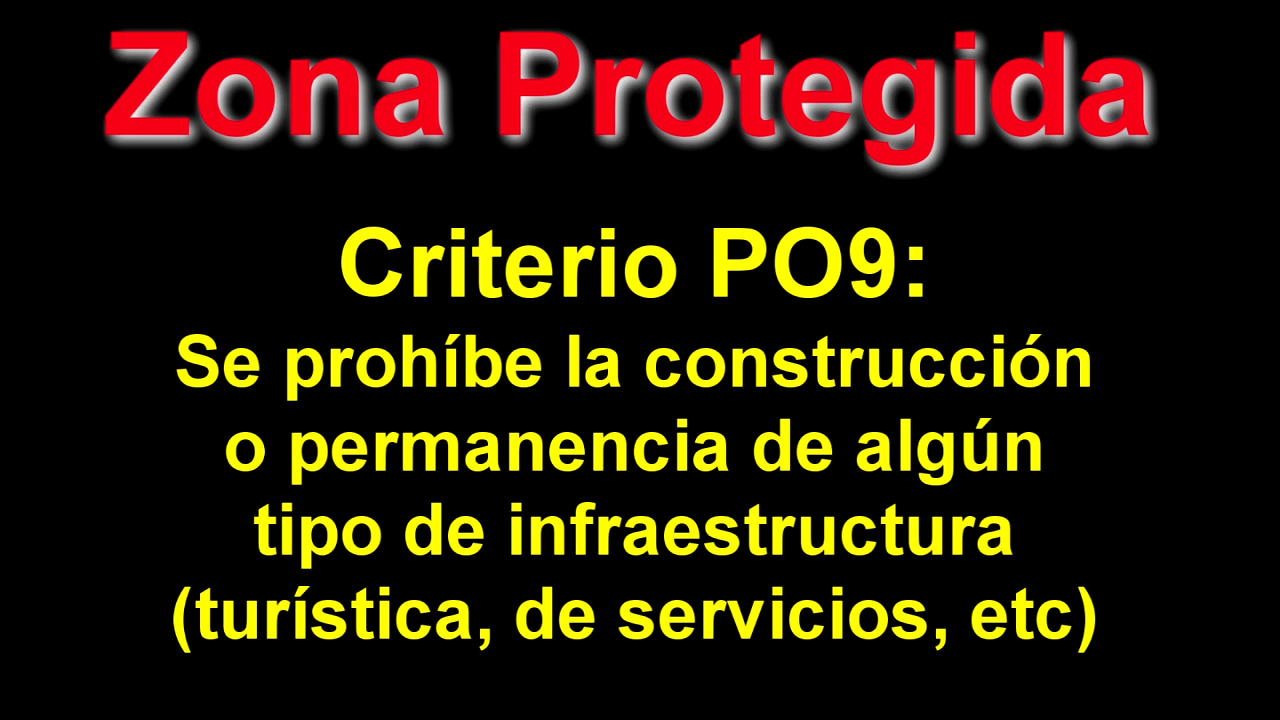 Zona Protegida
Criterio PO9:
Se prohíbe la construcción
o permanencia de algún
tipo de infraestructura
(turística, de servicios, etc)